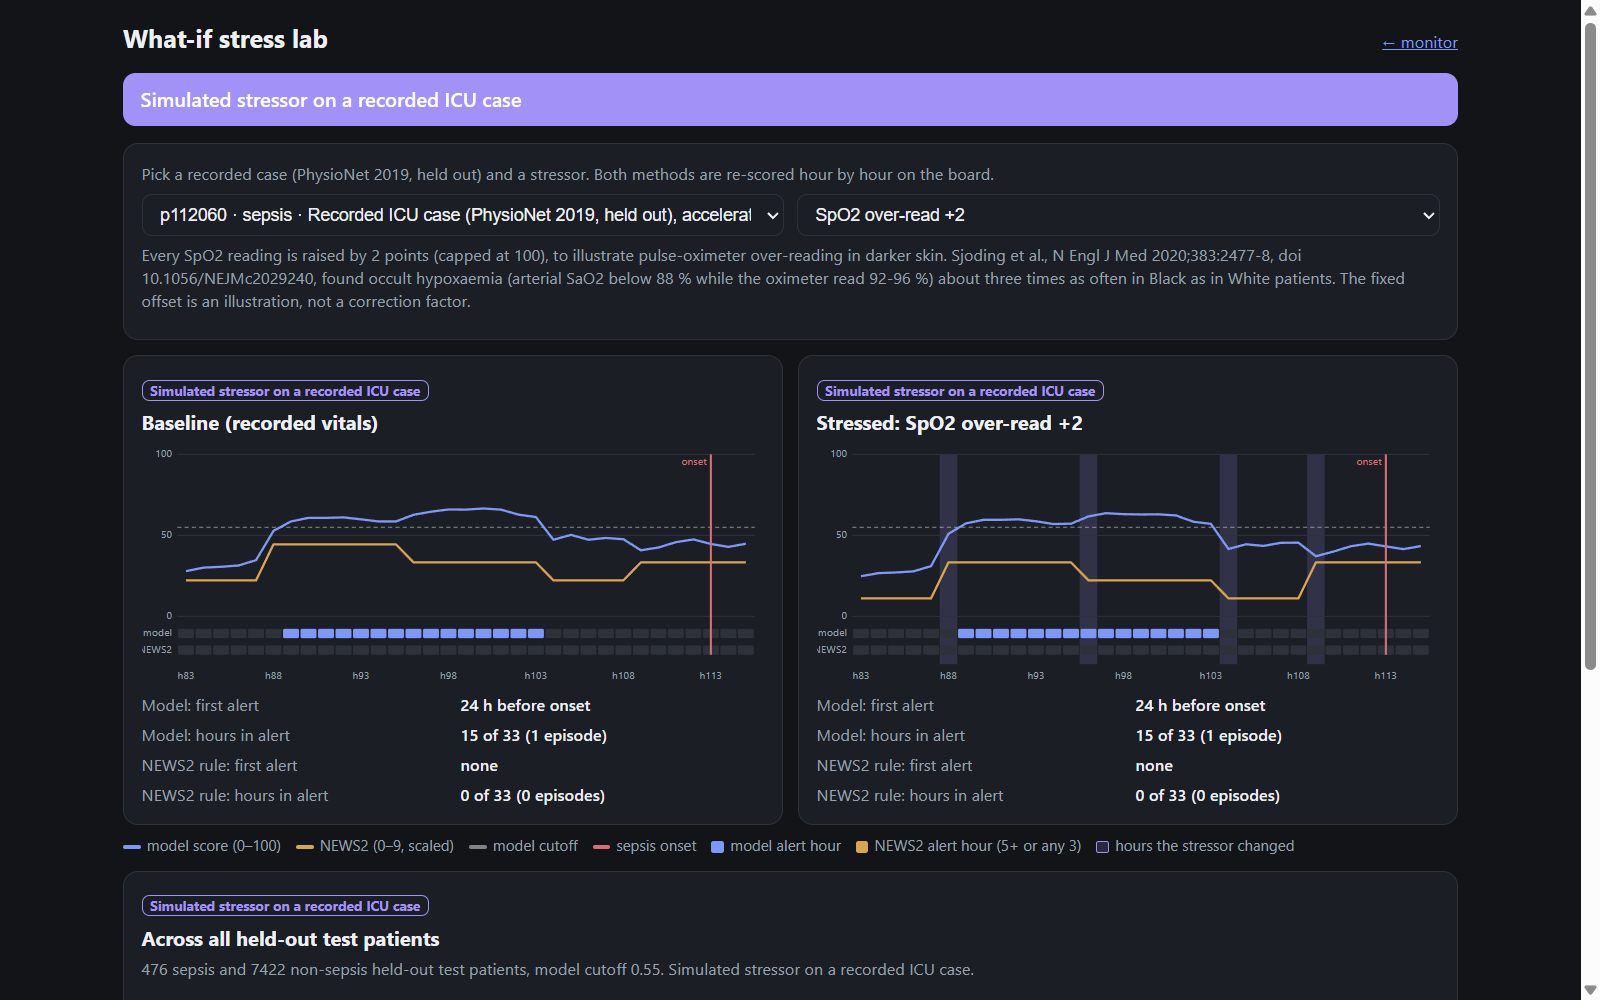 What-if stress lab
← monitor
Simulated stressor on a recorded ICU case
Pick a recorded case (PhysioNet 2019, held out) and a stressor. Both methods are re-scored hour by hour on the board.
p112060 · sepsis · Recorded ICU case (PhysioNet 2019, held out), accelerat
SpO2 over-read +2
Every SpO2 reading is raised by 2 points (capped at 100), to illustrate pulse-oximeter over-reading in darker skin. Sjoding et al., N Engl J Med 2020;383:2477-8, doi
10.1056/NEJMc2029240, found occult hypoxaemia (arterial SaO2 below 88 % while the oximeter read 92-96 %) about three times as often in Black as in White patients. The fixed
offset is an illustration, not a correction factor.
Simulated stressor on a recorded ICU case
Baseline (recorded vitals)
100
onset
50
0
model
NEWS2
h83 h88 h93 h98 h103 h108 h113
Model: first alert 24 h before onset
Model: hours in alert 15 of 33 (1 episode)
NEWS2 rule: first alert none
NEWS2 rule: hours in alert 0 of 33 (0 episodes)
Simulated stressor on a recorded ICU case
Stressed: SpO2 over-read +2
100
onset
50
0
model
NEWS2
h83 h88 h93 h98 h103 h108 h113
Model: first alert 24 h before onset
Model: hours in alert 15 of 33 (1 episode)
NEWS2 rule: first alert none
NEWS2 rule: hours in alert 0 of 33 (0 episodes)
model score (0–100) NEWS2 (0–9, scaled) model cutoff sepsis onset model alert hour NEWS2 alert hour (5+ or any 3) hours the stressor changed
Simulated stressor on a recorded ICU case
Across all held-out test patients
476 sepsis and 7422 non-sepsis held-out test patients, model cutoff 0.55. Simulated stressor on a recorded ICU case.